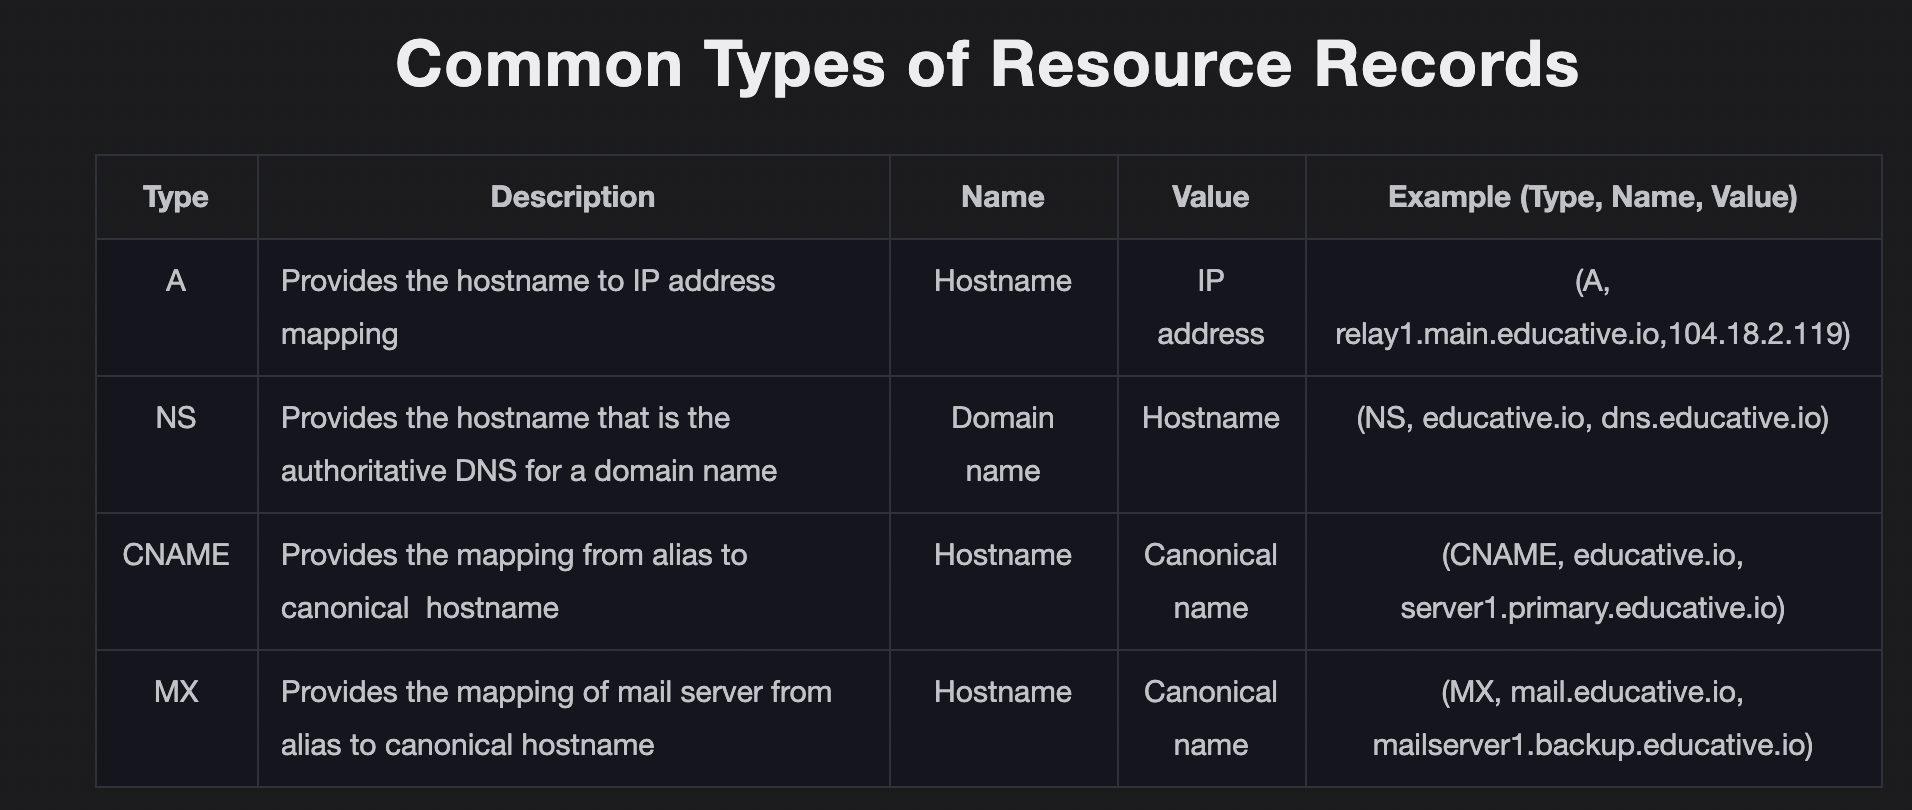 Common Types of Resource Records
Type Description Name Value Example (Type, Name, Value)
A Provides the hostname to IP address Hostname IP (A,
mapping address relay1.main.educative.io,104.18.2.119)
NS Provides the hostname that is the Domain Hostname (NS, educative.io, dns.educative.io)
authoritative DNS for a domain name name
CNAME Provides the mapping from alias to Hostname Canonical (CNAME, educative.io,
canonical  hostname name server1.primary.educative.io)
MX Provides the mapping of mail server from Hostname Canonical (MX, mail.educative.io,
alias to canonical hostname name mailserver1.backup.educative.io)